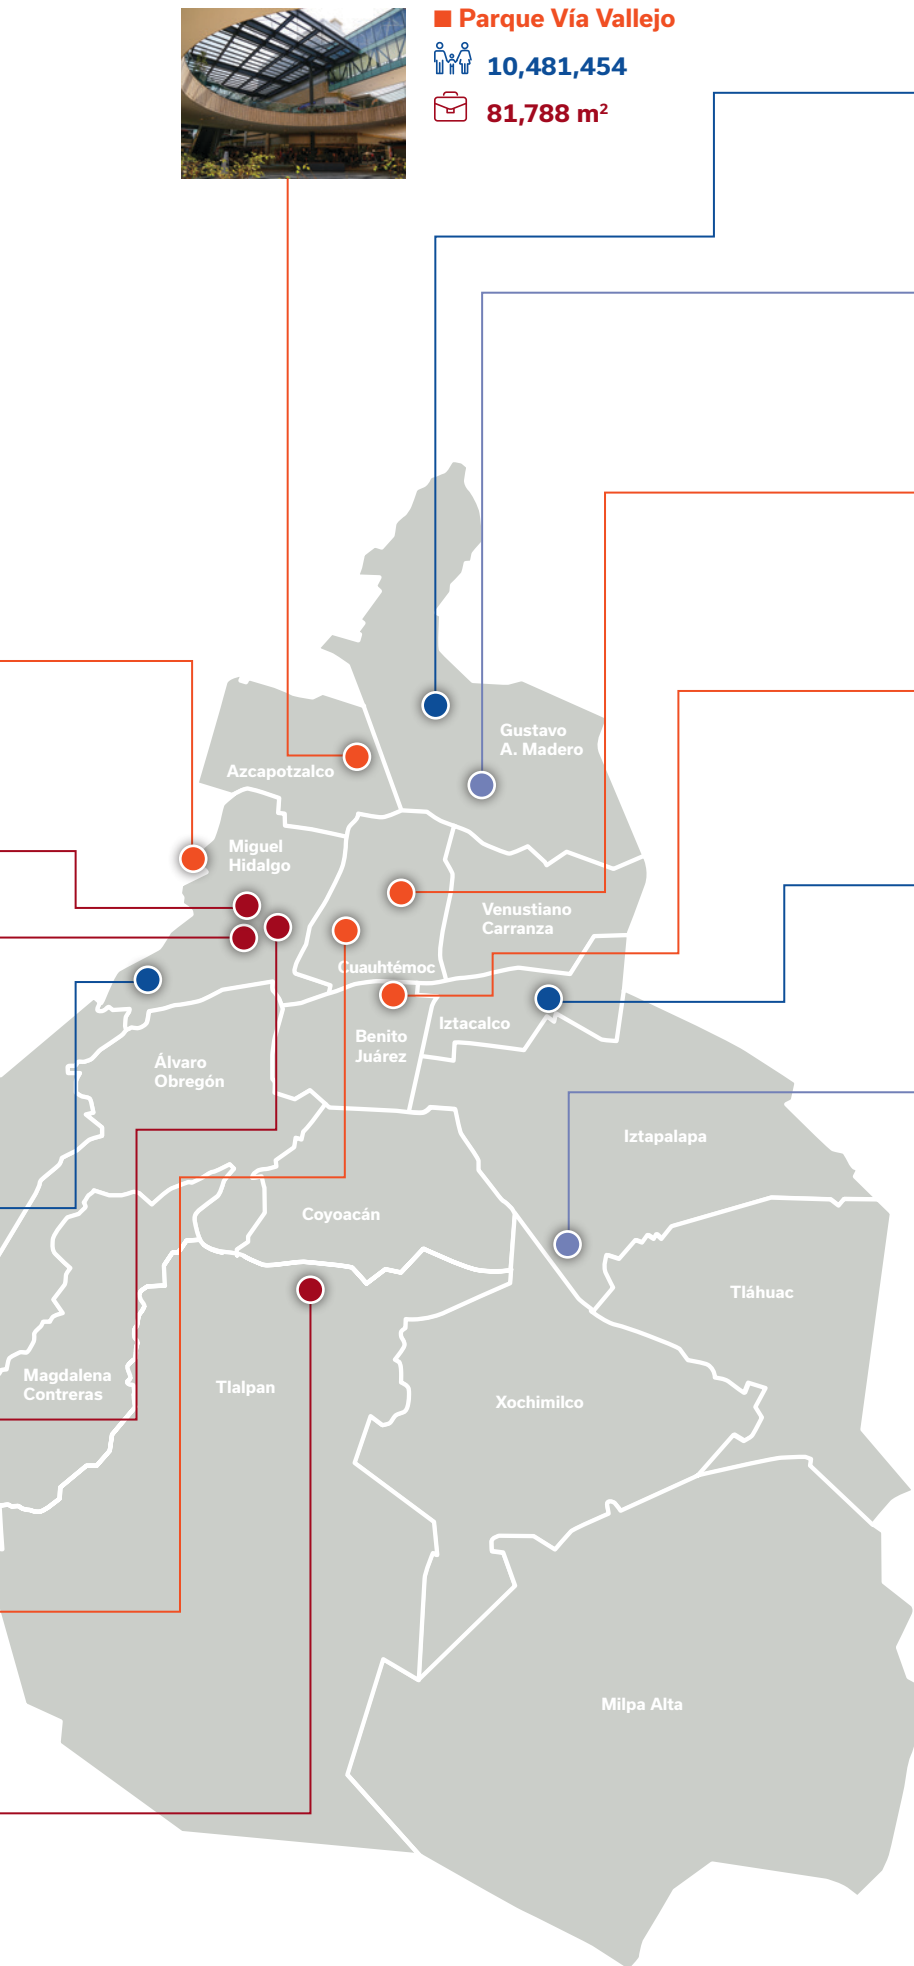 Parque Vía Vallejo
10,481,454
81,788 m²
Gustavo
A. Madero
Azcapotzalco
Miguel
Hidalgo
Venustiano
Carranza
Cuauhtémoc
Iztacalco
Benito
Juárez
Álvaro
Obregón
Iztapalapa
Coyoacán
Tláhuac
Magdalena
Contreras
Tlalpan
Xochimilco
Milpa Alta